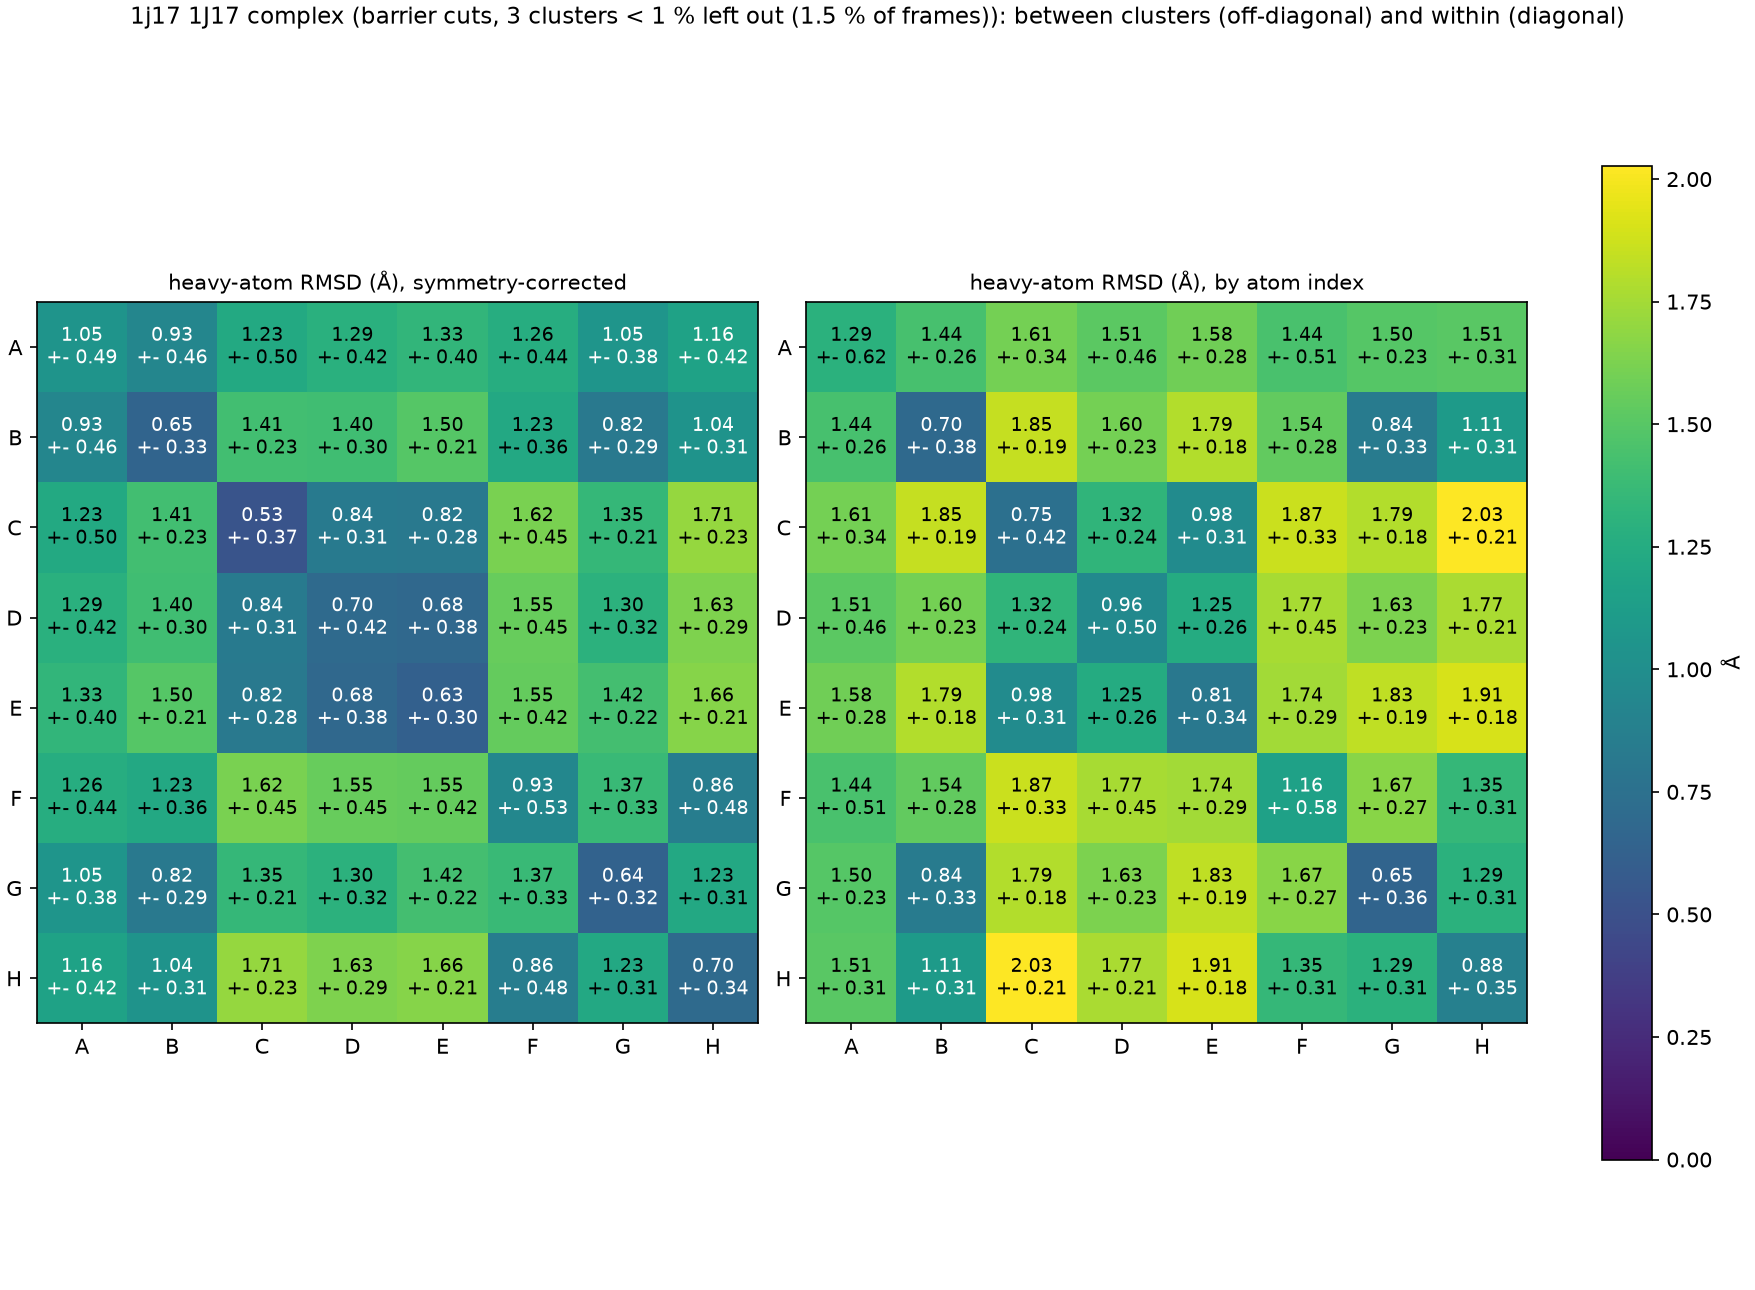 1j17 1J17 complex (barrier cuts, 3 clusters < 1 % left out (1.5 % of frames)): between clusters (off-diagonal) and within (diagonal)
heavy-atom RMSD (Å), symmetry-corrected
A 1.05 0.93 1.23 1.29 1.33 1.26 1.05 1.16
+- 0.49 +- 0.46 +- 0.50 +- 0.42 +- 0.40 +- 0.44 +- 0.38 +- 0.42
B 0.93 0.65 1.41 1.40 1.50 1.23 0.82 1.04
+- 0.46 +- 0.33 +- 0.23 +- 0.30 +- 0.21 +- 0.36 +- 0.29 +- 0.31
C 1.23 1.41 0.53 0.84 0.82 1.62 1.35 1.71
+- 0.50 +- 0.23 +- 0.37 +- 0.31 +- 0.28 +- 0.45 +- 0.21 +- 0.23
D 1.29 1.40 0.84 0.70 0.68 1.55 1.30 1.63
+- 0.42 +- 0.30 +- 0.31 +- 0.42 +- 0.38 +- 0.45 +- 0.32 +- 0.29
E 1.33 1.50 0.82 0.68 0.63 1.55 1.42 1.66
+- 0.40 +- 0.21 +- 0.28 +- 0.38 +- 0.30 +- 0.42 +- 0.22 +- 0.21
F 1.26 1.23 1.62 1.55 1.55 0.93 1.37 0.86
+- 0.44 +- 0.36 +- 0.45 +- 0.45 +- 0.42 +- 0.53 +- 0.33 +- 0.48
G 1.05 0.82 1.35 1.30 1.42 1.37 0.64 1.23
+- 0.38 +- 0.29 +- 0.21 +- 0.32 +- 0.22 +- 0.33 +- 0.32 +- 0.31
H 1.16 1.04 1.71 1.63 1.66 0.86 1.23 0.70
+- 0.42 +- 0.31 +- 0.23 +- 0.29 +- 0.21 +- 0.48 +- 0.31 +- 0.34
A B C D E F G H
heavy-atom RMSD (Å), by atom index
A 1.29 1.44 1.61 1.51 1.58 1.44 1.50 1.51
+- 0.62 +- 0.26 +- 0.34 +- 0.46 +- 0.28 +- 0.51 +- 0.23 +- 0.31
B 1.44 0.70 1.85 1.60 1.79 1.54 0.84 1.11
+- 0.26 +- 0.38 +- 0.19 +- 0.23 +- 0.18 +- 0.28 +- 0.33 +- 0.31
C 1.61 1.85 0.75 1.32 0.98 1.87 1.79 2.03
+- 0.34 +- 0.19 +- 0.42 +- 0.24 +- 0.31 +- 0.33 +- 0.18 +- 0.21
D 1.51 1.60 1.32 0.96 1.25 1.77 1.63 1.77
+- 0.46 +- 0.23 +- 0.24 +- 0.50 +- 0.26 +- 0.45 +- 0.23 +- 0.21
E 1.58 1.79 0.98 1.25 0.81 1.74 1.83 1.91
+- 0.28 +- 0.18 +- 0.31 +- 0.26 +- 0.34 +- 0.29 +- 0.19 +- 0.18
F 1.44 1.54 1.87 1.77 1.74 1.16 1.67 1.35
+- 0.51 +- 0.28 +- 0.33 +- 0.45 +- 0.29 +- 0.58 +- 0.27 +- 0.31
G 1.50 0.84 1.79 1.63 1.83 1.67 0.65 1.29
+- 0.23 +- 0.33 +- 0.18 +- 0.23 +- 0.19 +- 0.27 +- 0.36 +- 0.31
H 1.51 1.11 2.03 1.77 1.91 1.35 1.29 0.88
+- 0.31 +- 0.31 +- 0.21 +- 0.21 +- 0.18 +- 0.31 +- 0.31 +- 0.35
A B C D E F G H
2.00
1.75
1.50
1.25
1.00
0.75
0.50
0.25
0.00
Å